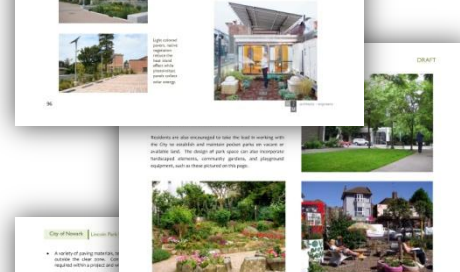 Light colored
pavers, native
vegetation
reduce the
heat island
effect while
photovoltaic
panels collect
solar energy.
96
DRAFT
Residents are also encouraged to take the lead in working with
the City to establish and maintain pocket parks on vacant or
available land. The design of park space can also incorporate
hardscaped elements, community gardens, and playground
equipment, such as those pictured on this page.
City of Newark | Lincoln Park
• A variety of paving materials,
outside the clear zone.
required within a project and